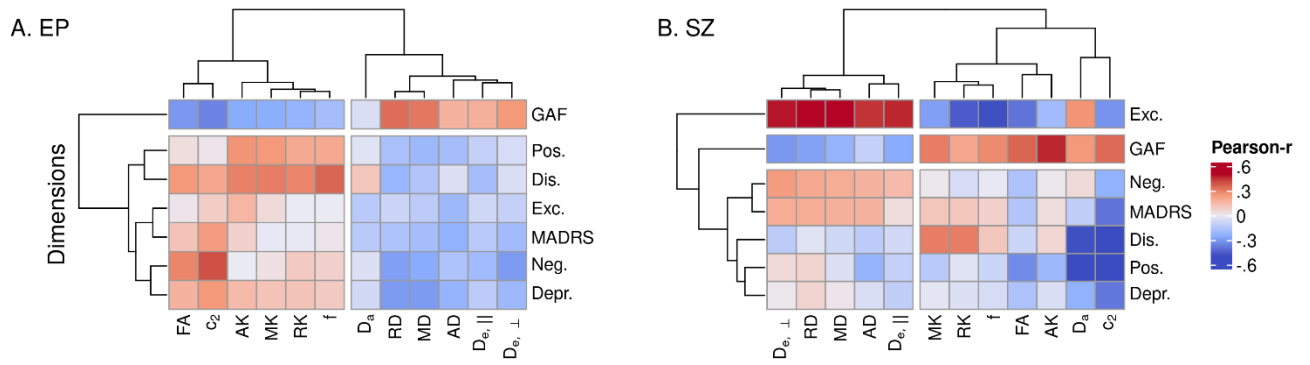 A. EP
B. SZ
Dimensions
GAF
Pos.
Dis.
Exc.
MADRS
Neg.
Depr.
FA
c₂
AK
MK
RK
f
Dₐ
RD
MD
AD
Dₑ, ||
Dₑ, ⊥
Exc.
GAF
Neg.
MADRS
Dis.
Pos.
Depr.
Dₑ, ⊥
RD
MD
AD
Dₑ, ||
MK
RK
f
FA
AK
Dₐ
c₂
Pearson-r
.6
.3
0
-.3
-.6